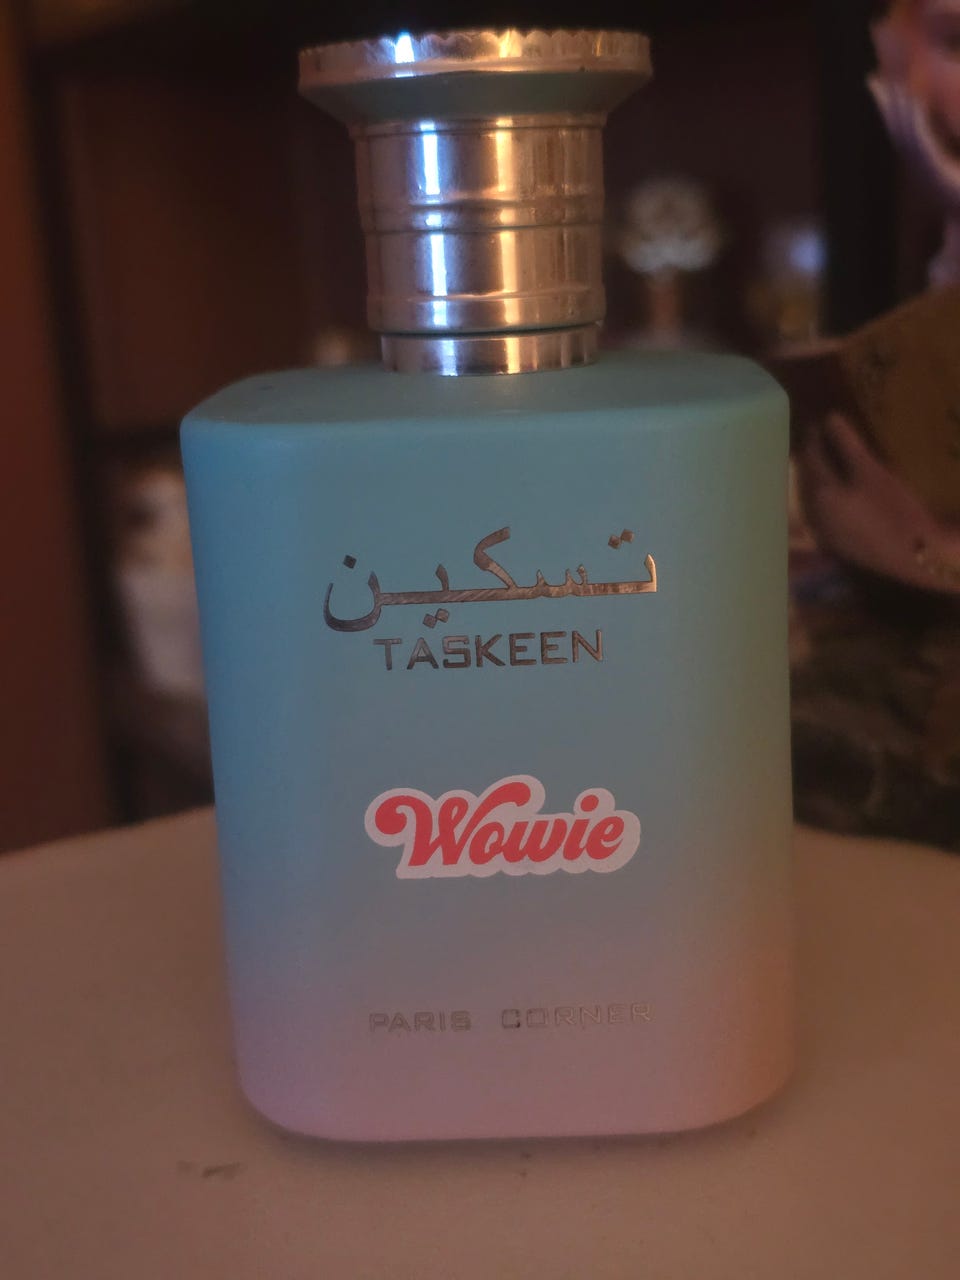 تسكين
TASKEEN
Wowie
PARIS CORNER